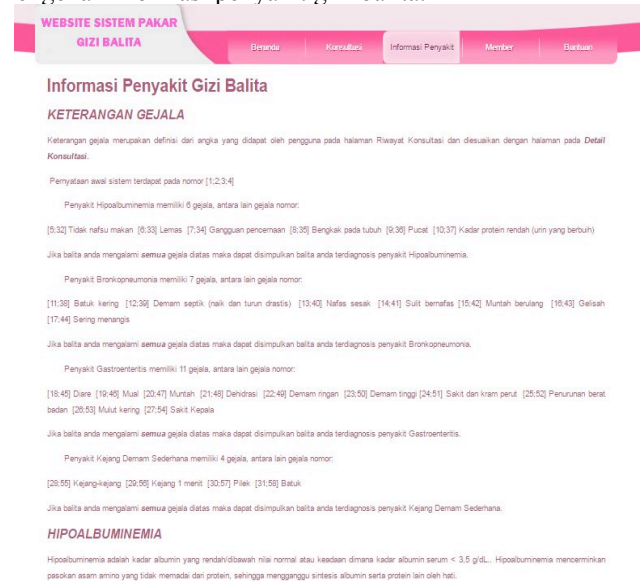 WEBSITE SISTEM PAKAR
GIZI BALITA
Beranda Konsultasi Informasi Penyakit Member Bantuan
Informasi Penyakit Gizi Balita
KETERANGAN GEJALA
Keterangan gejala merupakan definisi dari angka yang didapat oleh pengguna pada halaman Riwayat Konsultasi dan diesuaikan dengan halaman pada Detail
Konsultasi.
Pernyataan awal sistem terdapat pada nomor [1;2;3;4]
Penyakit Hipoalbuminemia memiliki 6 gejala, antara lain gejala nomor:
[5;32] Tidak nafsu makan [6;33] Lemas [7;34] Gangguan pencernaan [8;35] Bengkak pada tubuh [9;36] Pucat [10;37] Kadar protein rendah (urin yang berbuih)
Jika balita anda mengalami semua gejala diatas maka dapat disimpulkan balita anda terdiagnosis penyakit Hipoalbuminemia.
Penyakit Bronkopneumonia memiliki 7 gejala, antara lain gejala nomor:
[11;38] Batuk kering [12;39] Demam septik (naik dan turun drastis) [13;40] Nafas sesak [14;41] Sulit bernafas [15;42] Muntah berulang [16;43] Gelisah
[17;44] Sering menangis
Jika balita anda mengalami semua gejala diatas maka dapat disimpulkan balita anda terdiagnosis penyakit Bronkopneumonia.
Penyakit Gastroenteritis memiliki 11 gejala, antara lain gejala nomor:
[18;45] Diare [19;46] Mual [20;47] Muntah [21;48] Dehidrasi [22;49] Demam ringan [23;50] Demam tinggi [24;51] Sakit dan kram perut [25;52] Penurunan berat
badan [26;53] Mulut kering [27;54] Sakit Kepala
Jika balita anda mengalami semua gejala diatas maka dapat disimpulkan balita anda terdiagnosis penyakit Gastroenteritis.
Penyakit Kejang Demam Sederhana memiliki 4 gejala, antara lain gejala nomor:
[28;55] Kejang-kejang [29;56] Kejang 1 menit [30;57] Pilek [31;58] Batuk
Jika balita anda mengalami semua gejala diatas maka dapat disimpulkan balita anda terdiagnosis penyakit Kejang Demam Sederhana.
HIPOALBUMINEMIA
Hipoalbuminemia adalah kadar albumin yang rendah/dibawah nilai normal atau keadaan dimana kadar albumin serum < 3,5 g/dL.. Hipoalbuminemia mencerminkan
pasokan asam amino yang tidak memadai dari protein, sehingga mengganggu sintesis albumin serta protein lain oleh hati.